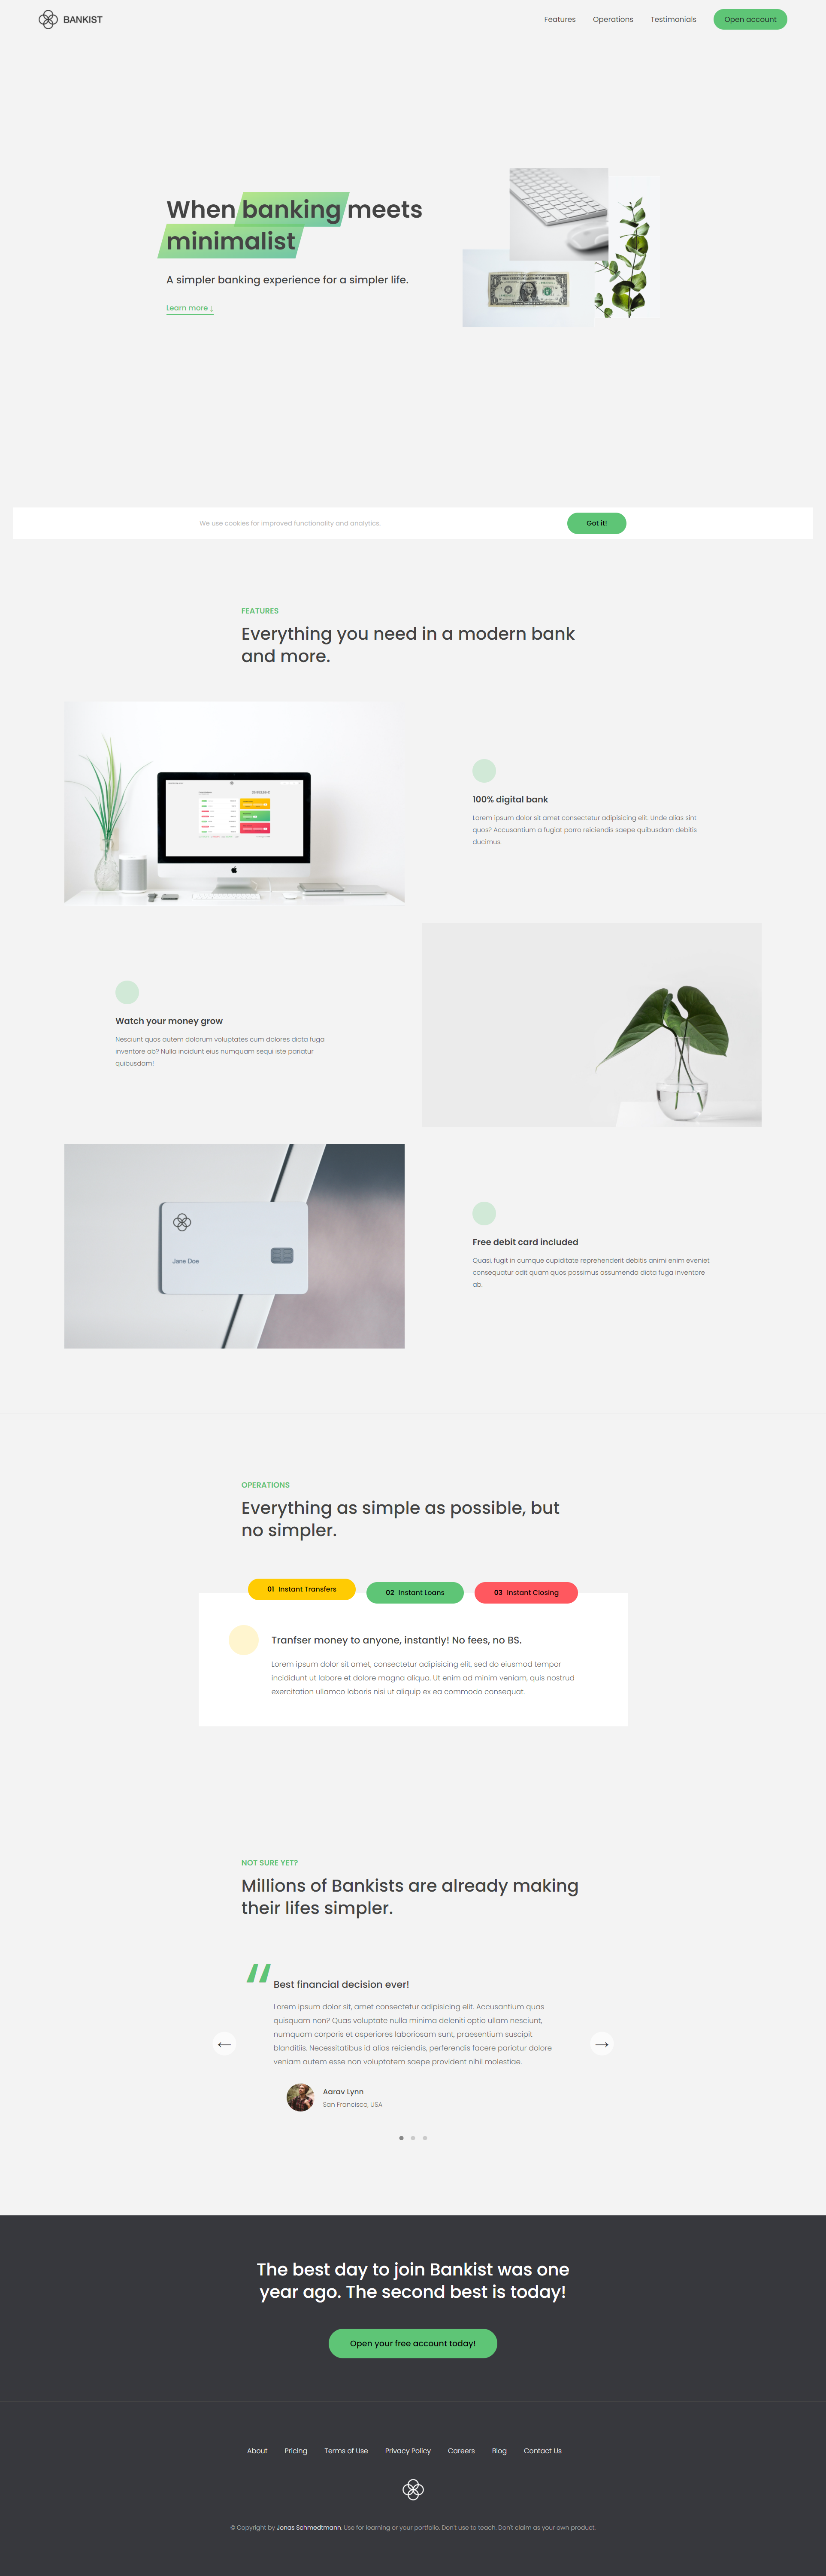 BANKIST
Features
Operations
Testimonials
Open account
When banking meets
minimalist
A simpler banking experience for a simpler life.
Learn more ↓
We use cookies for improved functionality and analytics.
Got it!
FEATURES
Everything you need in a modern bank
and more.
100% digital bank
Lorem ipsum dolor sit amet consectetur adipisicing elit. Unde alias sint
quos? Accusantium a fugiat porro reiciendis saepe quibusdam debitis
ducimus.
Watch your money grow
Nesciunt quos autem dolorum voluptates cum dolores dicta fuga
inventore ab? Nulla incidunt eius numquam sequi iste pariatur
quibusdam!
Jane Doe
Free debit card included
Quasi, fugit in cumque cupiditate reprehenderit debitis animi enim eveniet
consequatur odit quam quos possimus assumenda dicta fuga inventore
ab.
OPERATIONS
Everything as simple as possible, but
no simpler.
01 Instant Transfers
02 Instant Loans
03 Instant Closing
Tranfser money to anyone, instantly! No fees, no BS.
Lorem ipsum dolor sit amet, consectetur adipisicing elit, sed do eiusmod tempor
incididunt ut labore et dolore magna aliqua. Ut enim ad minim veniam, quis nostrud
exercitation ullamco laboris nisi ut aliquip ex ea commodo consequat.
NOT SURE YET?
Millions of Bankists are already making
their lifes simpler.
“
Best financial decision ever!
Lorem ipsum dolor sit, amet consectetur adipisicing elit. Accusantium quas
quisquam non? Quas voluptate nulla minima deleniti optio ullam nesciunt,
numquam corporis et asperiores laboriosam sunt, praesentium suscipit
blanditiis. Necessitatibus id alias reiciendis, perferendis facere pariatur dolore
veniam autem esse non voluptatem saepe provident nihil molestiae.
←
→
Aarav Lynn
San Francisco, USA
The best day to join Bankist was one
year ago. The second best is today!
Open your free account today!
About
Pricing
Terms of Use
Privacy Policy
Careers
Blog
Contact Us
© Copyright by Jonas Schmedtmann. Use for learning or your portfolio. Don't use to teach. Don't claim as your own product.